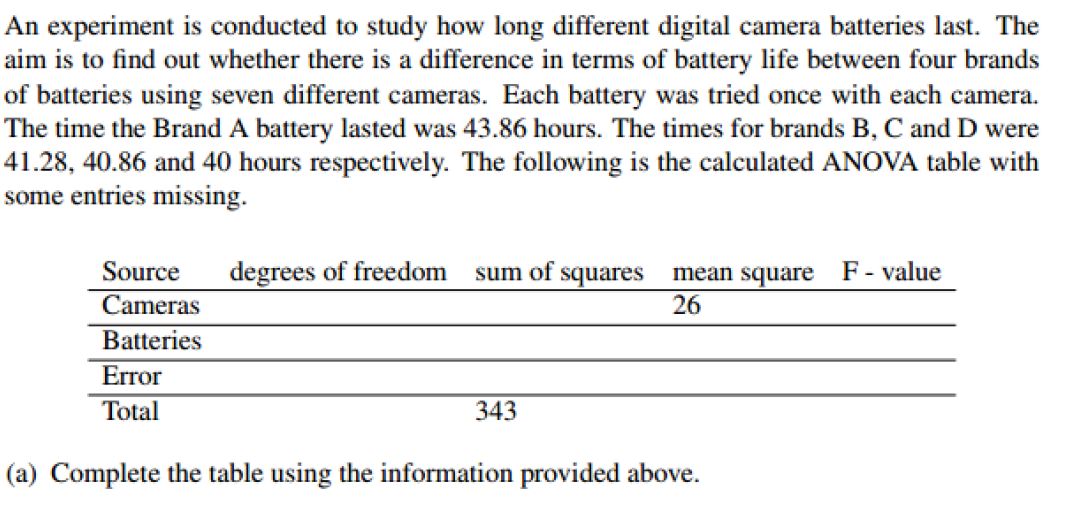 An experiment is conducted to study how long different digital camera batteries last. The
aim is to find out whether there is a difference in terms of battery life between four brands
of batteries using seven different cameras. Each battery was tried once with each camera.
The time the Brand A battery lasted was 43.86 hours. The times for brands B, C and D were
41.28, 40.86 and 40 hours respectively. The following is the calculated ANOVA table with
some entries missing.
Source degrees of freedom sum of squares mean square F - value
Cameras 26
Batteries
Error
Total 343
(a) Complete the table using the information provided above.